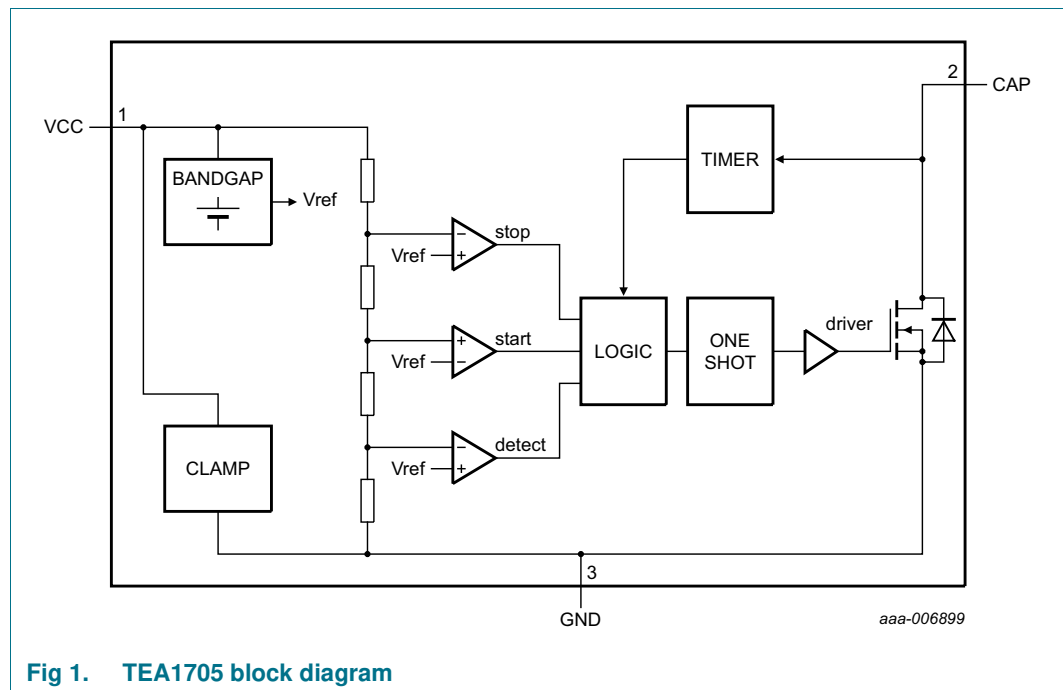 2
CAP
1
VCC
TIMER
BANDGAP
Vref
stop
−
Vref
+
driver
start
+
LOGIC
ONE
SHOT
Vref
−
detect
−
CLAMP
Vref
+
3
GND
aaa-006899
Fig 1. TEA1705 block diagram